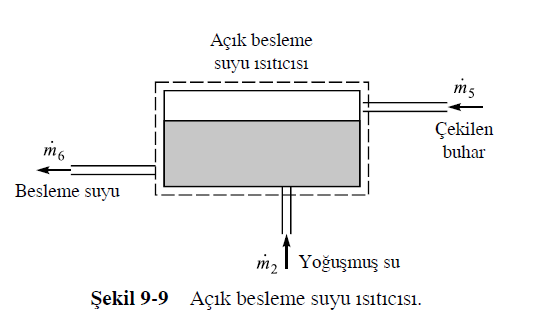 Açık besleme
suyu ısıtıcısı
ṁ5
Çekilen
buhar
ṁ6
Besleme suyu
ṁ2 Yoğuşmuş su
Şekil 9-9 Açık besleme suyu ısıtıcısı.